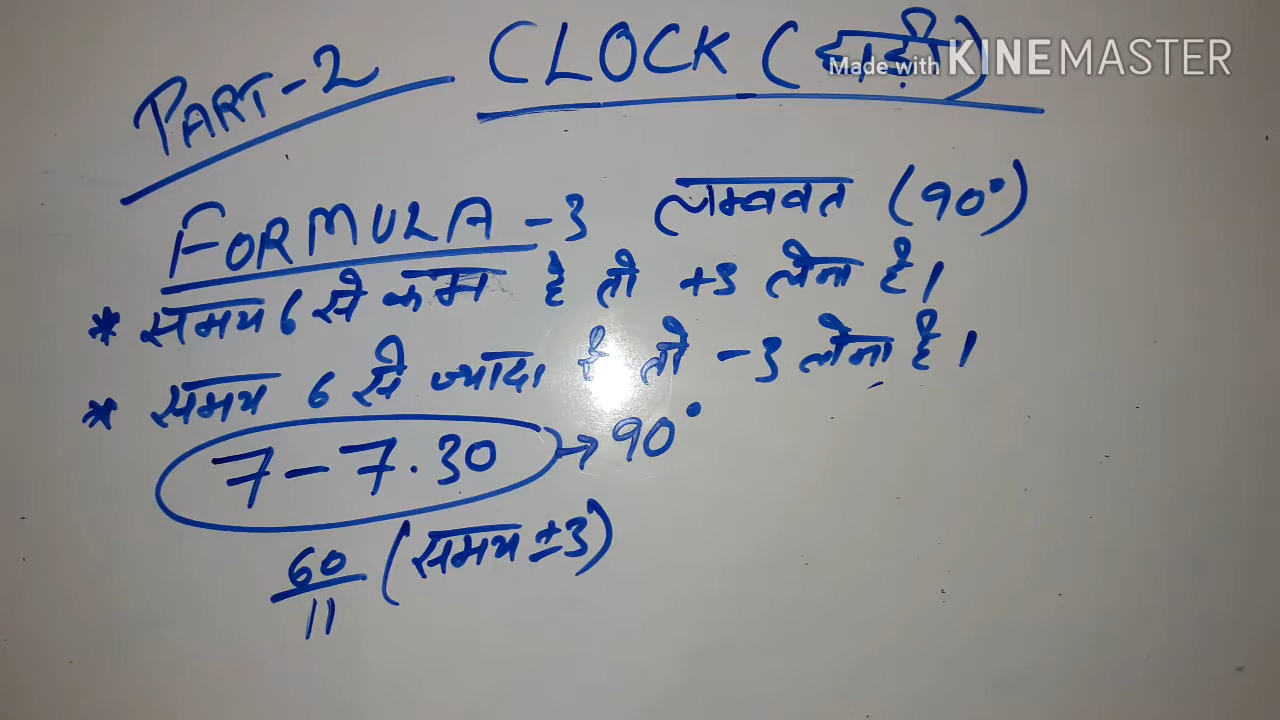 PART-2 CLOCK (घड़ी)
Made with KINEMASTER
FORMULA-3 लम्बवत (90°)
* समय 6 से कम है तो +3 लेना है।
* समय 6 से ज्यादा है तो -3 लेना है।
7-7.30 → 90°
60/11 (समय ±3)